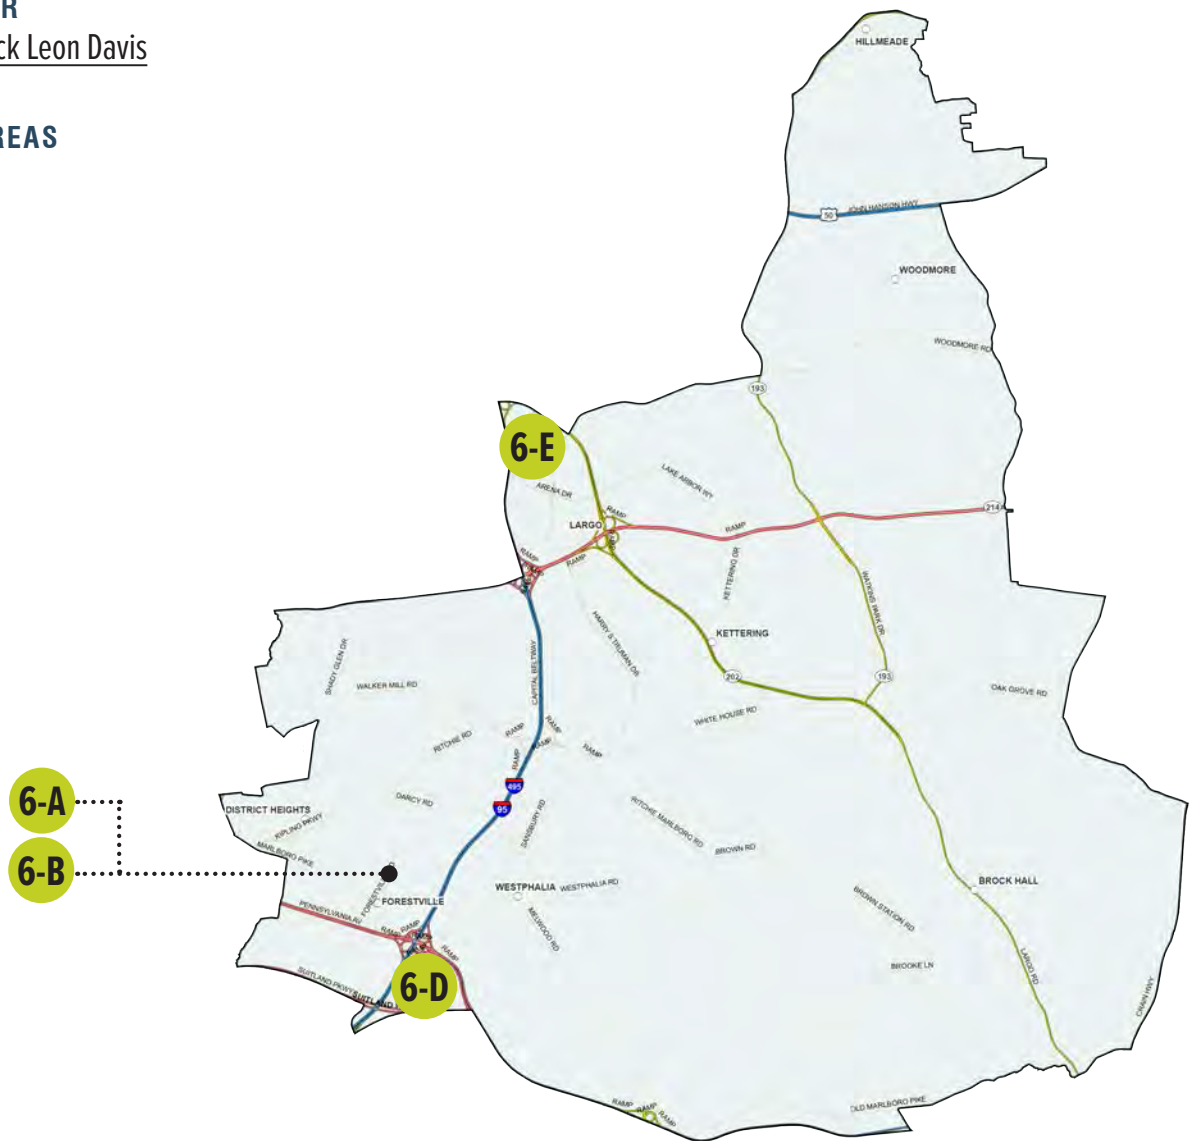 R
ck Leon Davis
REAS
HILLMEADE
50
JOHN HANSON HWY
WOODMORE
WOODMORE RD
193
6-E
LAKE ARBOR WY
ARENA DR
RAMP
LARGO
RAMP
214
RAMP
RAMP
KETTERING DR
WATKINS PARK DR
HARRY S TRUMAN DR
KETTERING
CAPITAL BELTWAY
SHADY GLEN DR
WALKER MILL RD
202
193
OAK GROVE RD
WHITE HOUSE RD
RITCHIE RD
RAMP
RAMP
RAMP
RAMP
RAMP
495
95
DARCY RD
SANSBURY RD
RITCHIE MARLBORO RD
BROWN RD
6-A
DISTRICT HEIGHTS
KIPLING PKWY
MARLBORO PIKE
6-B
FORESTVILLE RD
FORESTVILLE
WESTPHALIA
WESTPHALIA RD
MELWOOD RD
BROCK HALL
BROWN STATION RD
PENNSYLVANIA AV
RAMP
RAMP
RAMP
BROOKE LN
LARGO RD
CRAIN HWY
SUITLAND PKWY
SUITLAND
6-D
OLD MARLBORO PIKE
RAMP
RAMP
RAMP